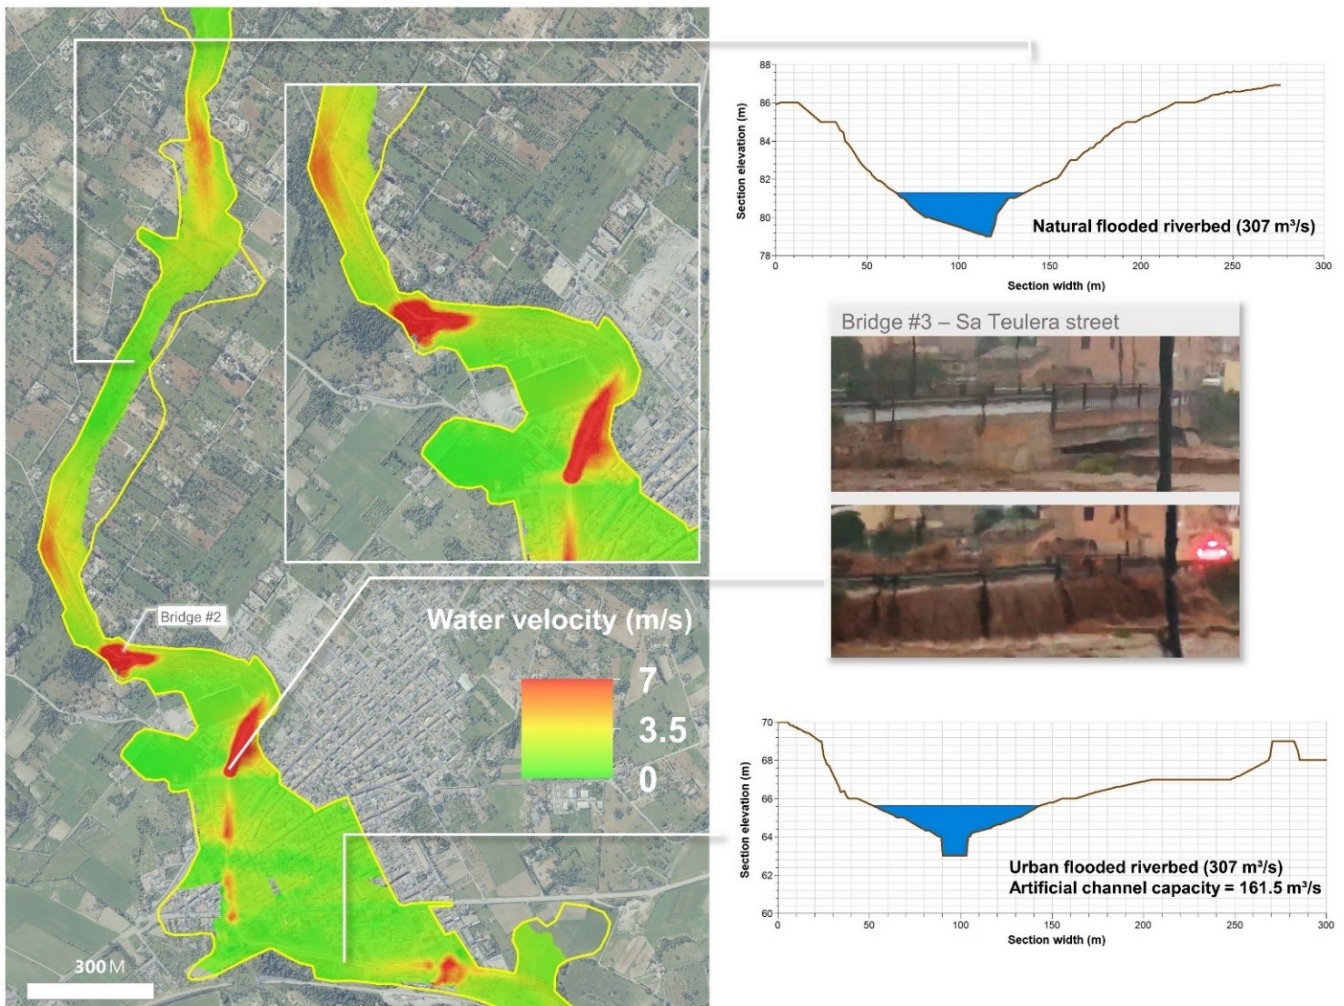 Bridge #2
Water velocity (m/s)
7
3.5
0
300 M
88
86
84
82
80
78
Section elevation (m)
0
50
100
150
200
250
300
Section width (m)
Natural flooded riverbed (307 m³/s)
Bridge #3 – Sa Teulera street
70
68
66
64
62
60
Section elevation (m)
0
50
100
150
200
250
300
Section width (m)
Urban flooded riverbed (307 m³/s)
Artificial channel capacity = 161.5 m³/s